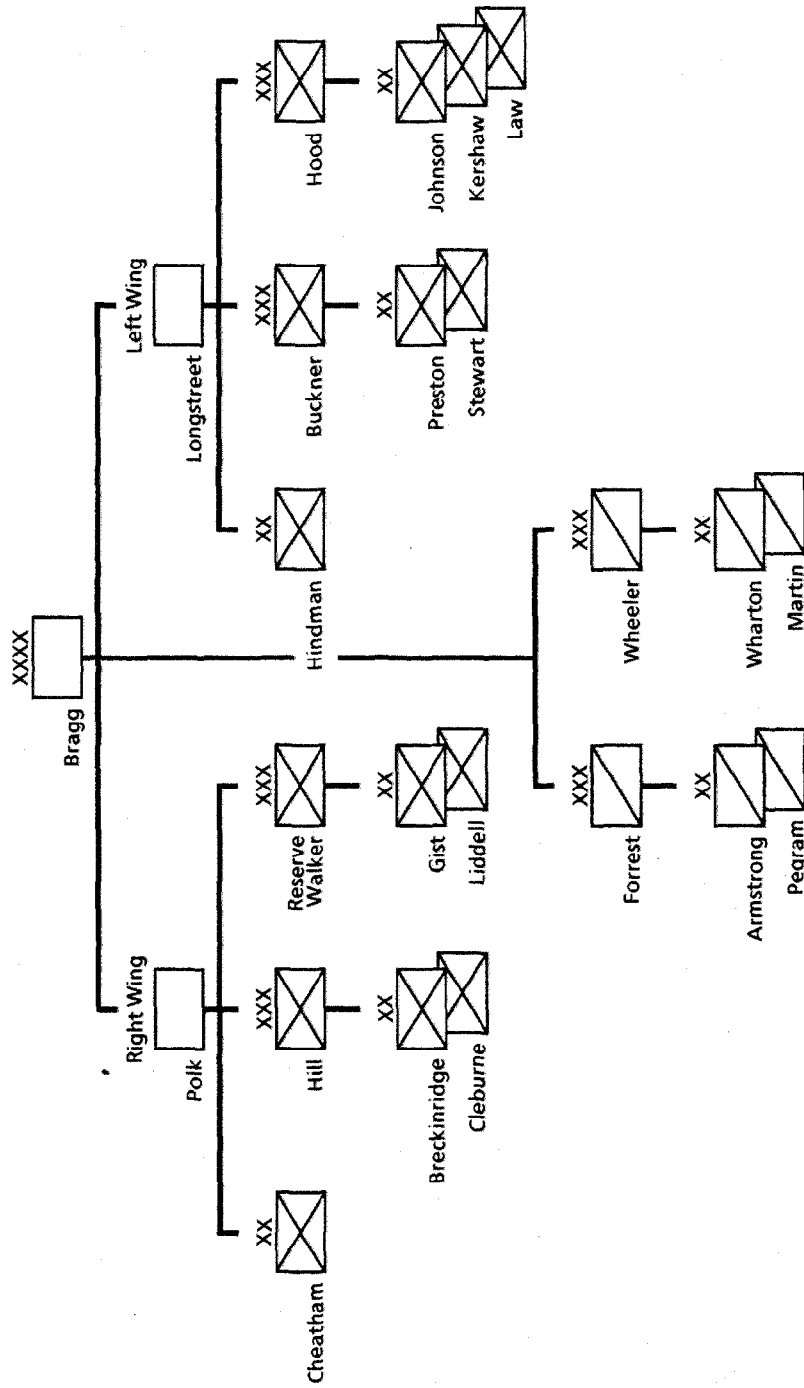 XXXX
Bragg
Right Wing
Polk
Left Wing
Longstreet
XX
Cheatham
XXX
Hill
XXX
Reserve
Walker
XX
Hindman
XXX
Buckner
XXX
Hood
XX
Breckinridge
Cleburne
XX
Gist
Liddell
XX
Preston
Stewart
XX
Johnson
Kershaw
Law
XXX
Forrest
XXX
Wheeler
XX
Armstrong
Pegram
XX
Wharton
Martin